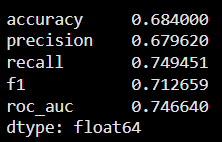 accuracy     0.684000
precision    0.679620
recall       0.749451
f1           0.712659
roc_auc      0.746640
dtype: float64